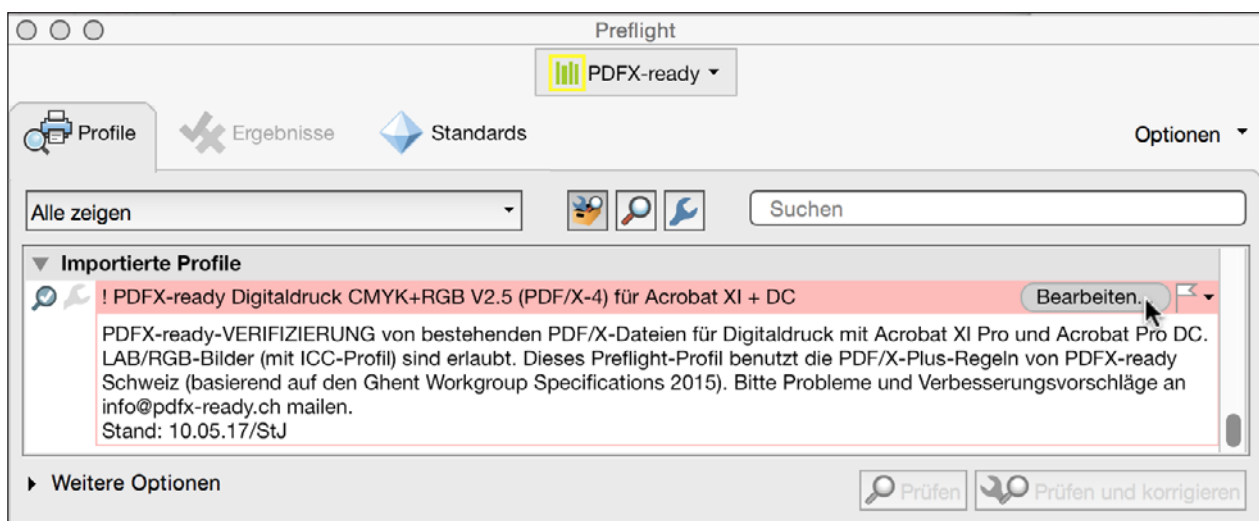 Preflight
PDFX-ready
Profile Ergebnisse Standards Optionen
Alle zeigen Suchen
Importierte Profile
! PDFX-ready Digitaldruck CMYK+RGB V2.5 (PDF/X-4) für Acrobat XI + DC Bearbeiten...
PDFX-ready-VERIFIZIERUNG von bestehenden PDF/X-Dateien für Digitaldruck mit Acrobat XI Pro und Acrobat Pro DC.
LAB/RGB-Bilder (mit ICC-Profil) sind erlaubt. Dieses Preflight-Profil benutzt die PDF/X-Plus-Regeln von PDFX-ready
Schweiz (basierend auf den Ghent Workgroup Specifications 2015). Bitte Probleme und Verbesserungsvorschläge an
info@pdfx-ready.ch mailen.
Stand: 10.05.17/StJ
Weitere Optionen Prüfen Prüfen und korrigieren